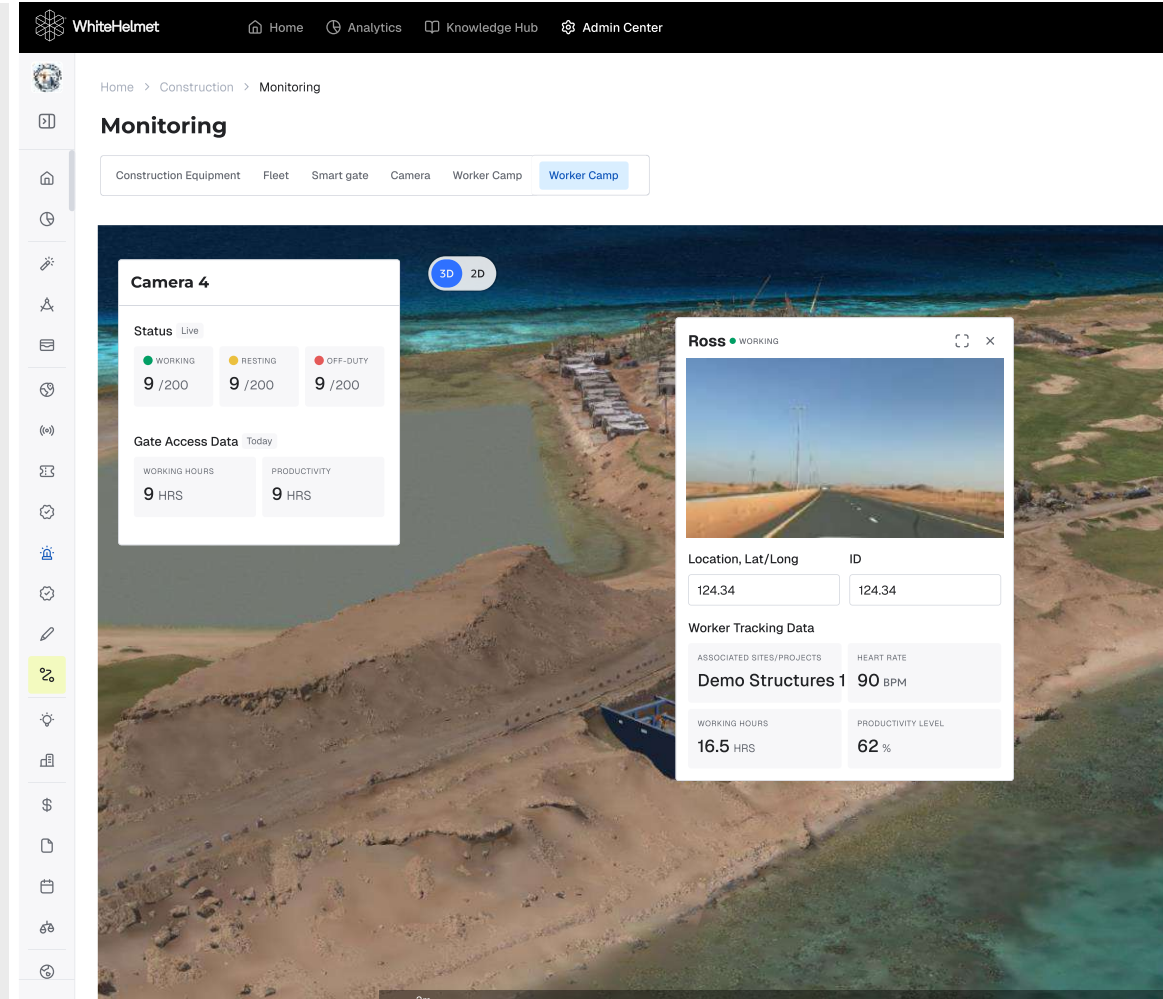 WhiteHelmet
Home Analytics Knowledge Hub Admin Center
Home > Construction > Monitoring
Monitoring
Construction Equipment Fleet Smart gate Camera Worker Camp Worker Camp
Camera 4
3D 2D
Status Live
WORKING RESTING OFF-DUTY
9 /200 9 /200 9 /200
Gate Access Data Today
WORKING HOURS PRODUCTIVITY
9 HRS 9 HRS
Ross WORKING
Location, Lat/Long ID
124.34 124.34
Worker Tracking Data
ASSOCIATED SITES/PROJECTS HEART RATE
Demo Structures 1 90 BPM
WORKING HOURS PRODUCTIVITY LEVEL
16.5 HRS 62 %